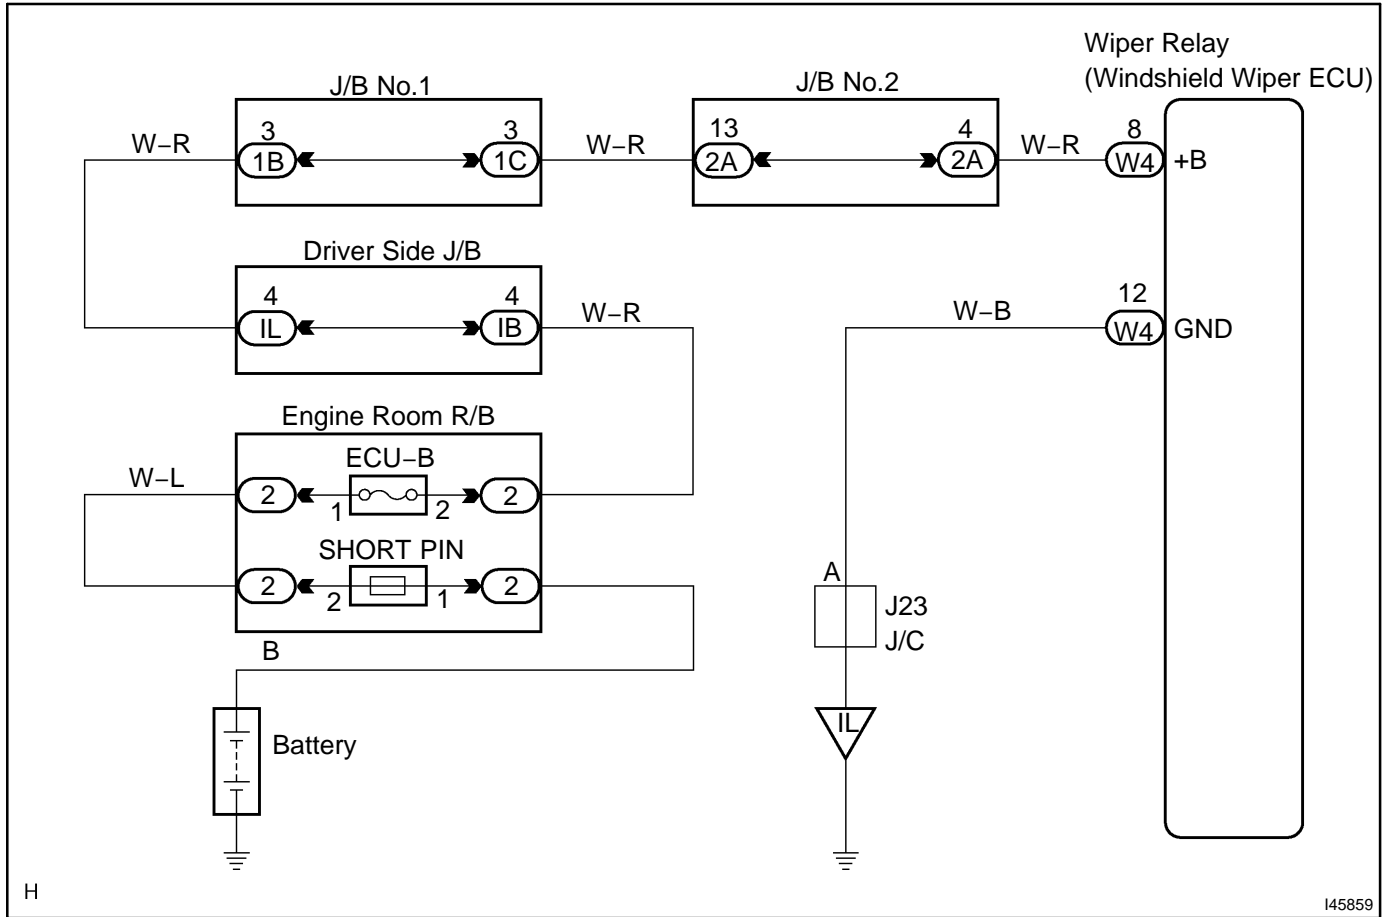 Wiper Relay
(Windshield Wiper ECU)
J/B No.1
J/B No.2
3
3
13
4
8
W–R
1B
1C
W–R
2A
2A
W–R
W4
+B
Driver Side J/B
4
4
12
IL
IB
W–R
W–B
W4
GND
Engine Room R/B
ECU–B
W–L
2
1
2
2
SHORT PIN
2
2
1
2
A
J23
J/C
B
IL
Battery
H
I45859